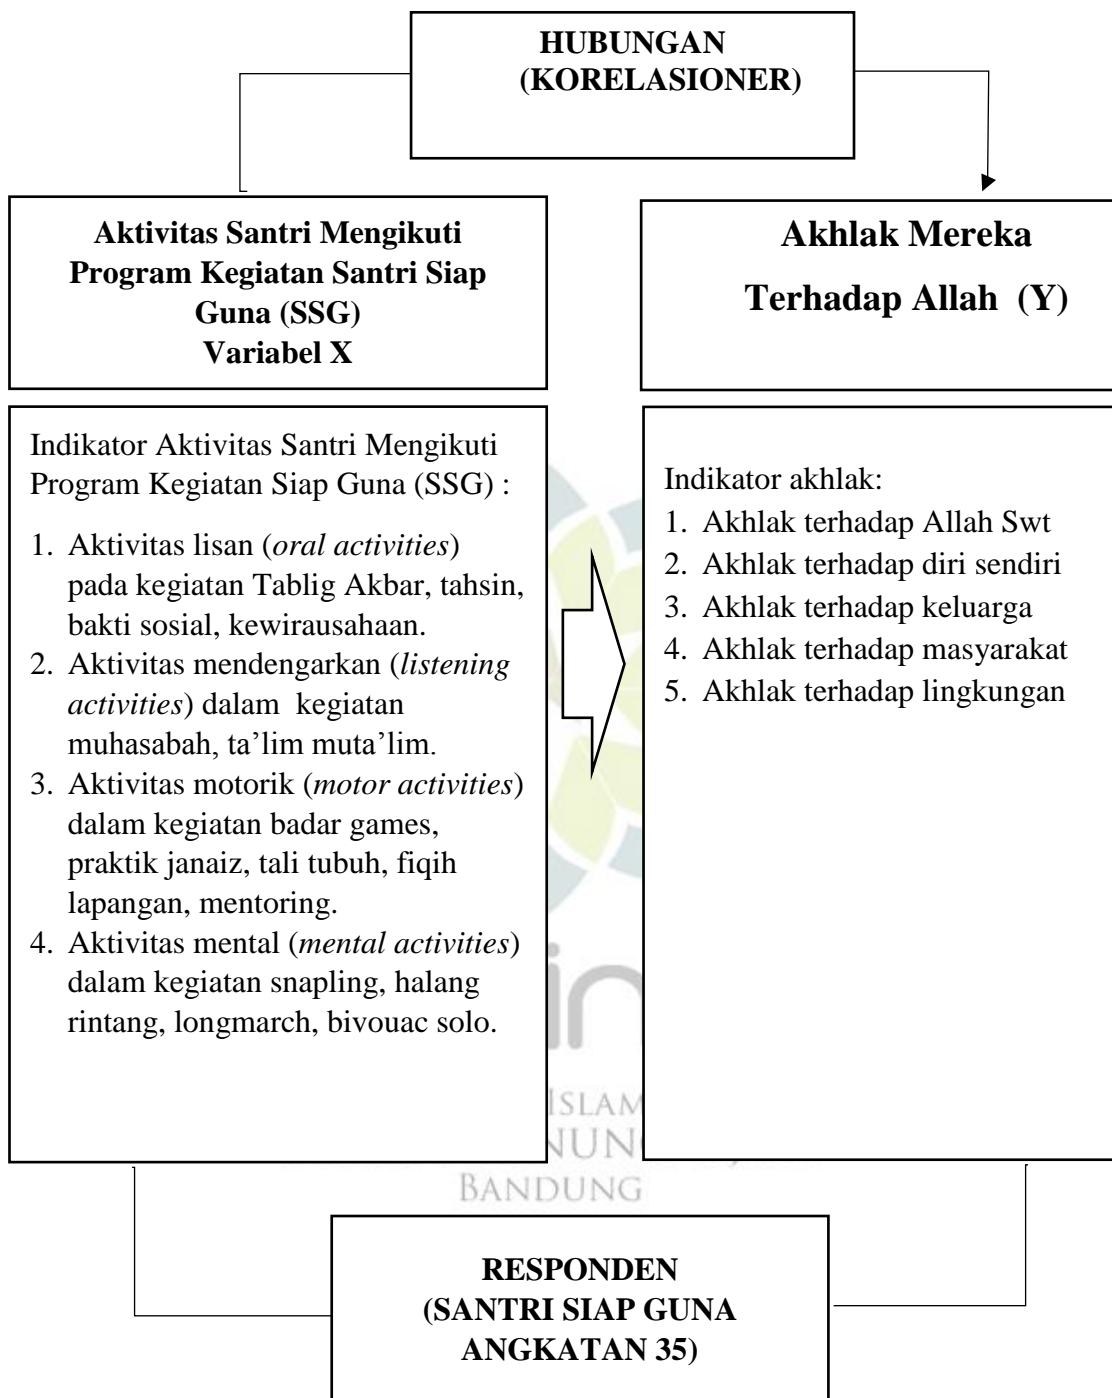 HUBUNGAN
(KORELASIONER)
Aktivitas Santri Mengikuti
Program Kegiatan Santri Siap
Guna (SSG)
Variabel X
Akhlak Mereka
Terhadap Allah (Y)
Indikator Aktivitas Santri Mengikuti
Program Kegiatan Siap Guna (SSG) :
1. Aktivitas lisan (oral activities)
pada kegiatan Tablig Akbar, tahsin,
bakti sosial, kewirausahaan.
2. Aktivitas mendengarkan (listening
activities) dalam kegiatan
muhasabah, ta’lim muta’lim.
3. Aktivitas motorik (motor activities)
dalam kegiatan badar games,
praktik janaiz, tali tubuh, fiqih
lapangan, mentoring.
4. Aktivitas mental (mental activities)
dalam kegiatan snapling, halang
rintang, longmarch, bivouac solo.
Indikator akhlak:
1. Akhlak terhadap Allah Swt
2. Akhlak terhadap diri sendiri
3. Akhlak terhadap keluarga
4. Akhlak terhadap masyarakat
5. Akhlak terhadap lingkungan
ISLAM
BANDUNG
RESPONDEN
(SANTRI SIAP GUNA
ANGKATAN 35)